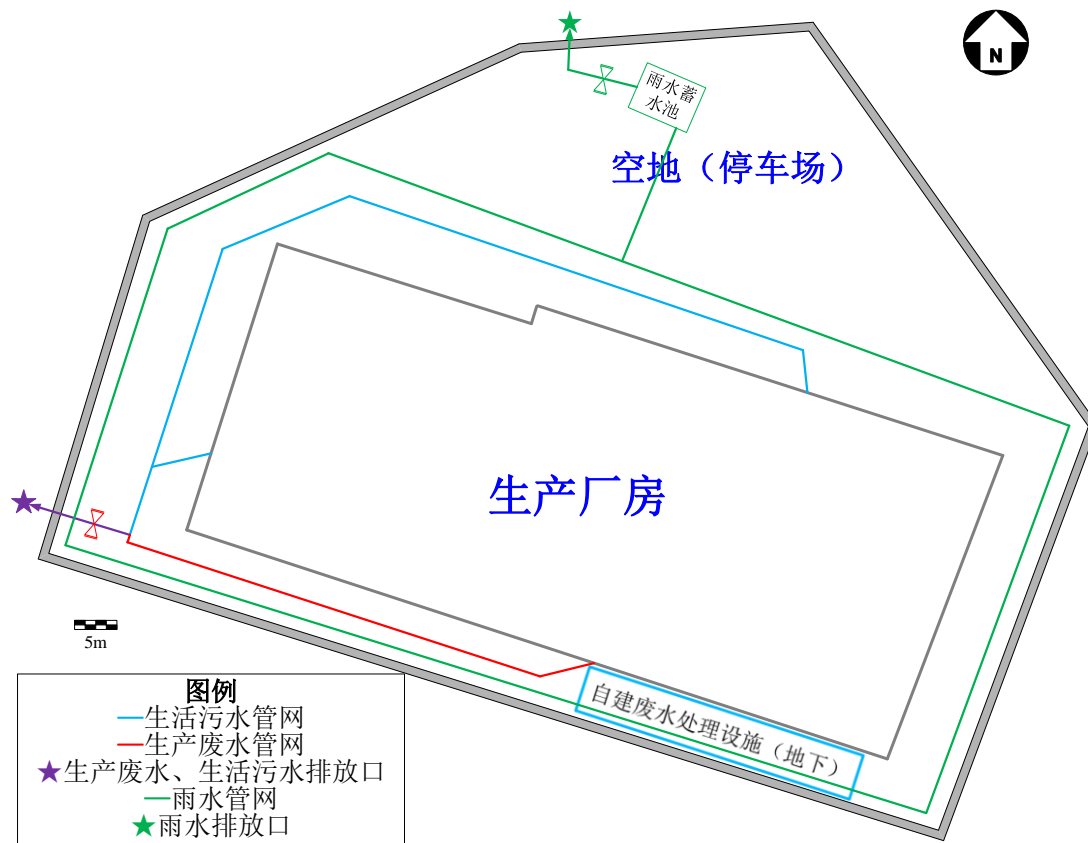 N
雨水蓄
水池
空地（停车场）
生产厂房
自建废水处理设施（地下）
5m
图例
生活污水管网
生产废水管网
生产废水、生活污水排放口
雨水管网
雨水排放口